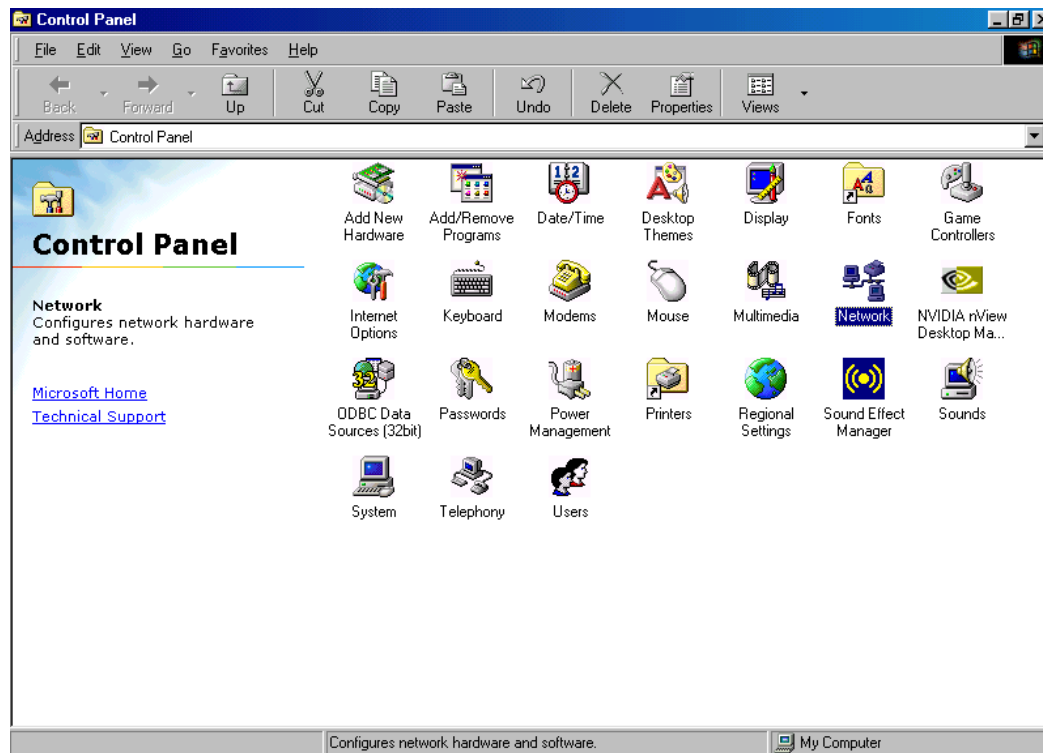 Control Panel
File Edit View Go Favorites Help
Back Forward Up Cut Copy Paste Undo Delete Properties Views
Address Control Panel
Control Panel
Network
Configures network hardware
and software.
Microsoft Home
Technical Support
Add New
Hardware
Add/Remove
Programs
Date/Time
Desktop
Themes
Display
Fonts
Game
Controllers
Internet
Options
Keyboard
Modems
Mouse
Multimedia
Network
NVIDIA nView
Desktop Ma...
ODBC Data
Sources (32bit)
Passwords
Power
Management
Printers
Regional
Settings
Sound Effect
Manager
Sounds
System
Telephony
Users
Configures network hardware and software.
My Computer